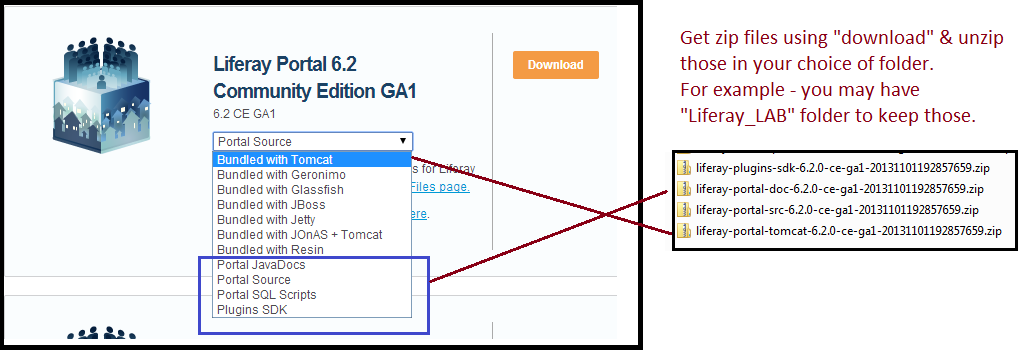 Liferay Portal 6.2
Community Edition GA1
6.2 CE GA1
Download
Portal Source
Bundled with Tomcat
Bundled with Geronimo
s for Liferay
Bundled with Glassfish
Files page.
Bundled with JBoss
Bundled with Jetty
ere.
Bundled with JOnAS + Tomcat
Bundled with Resin
Portal JavaDocs
Portal Source
Portal SQL Scripts
Plugins SDK
Get zip files using "download" & unzip
those in your choice of folder.
For example - you may have
"Liferay_LAB" folder to keep those.
liferay-plugins-sdk-6.2.0-ce-ga1-20131101192857659.zip
liferay-portal-doc-6.2.0-ce-ga1-20131101192857659.zip
liferay-portal-src-6.2.0-ce-ga1-20131101192857659.zip
liferay-portal-tomcat-6.2.0-ce-ga1-20131101192857659.zip